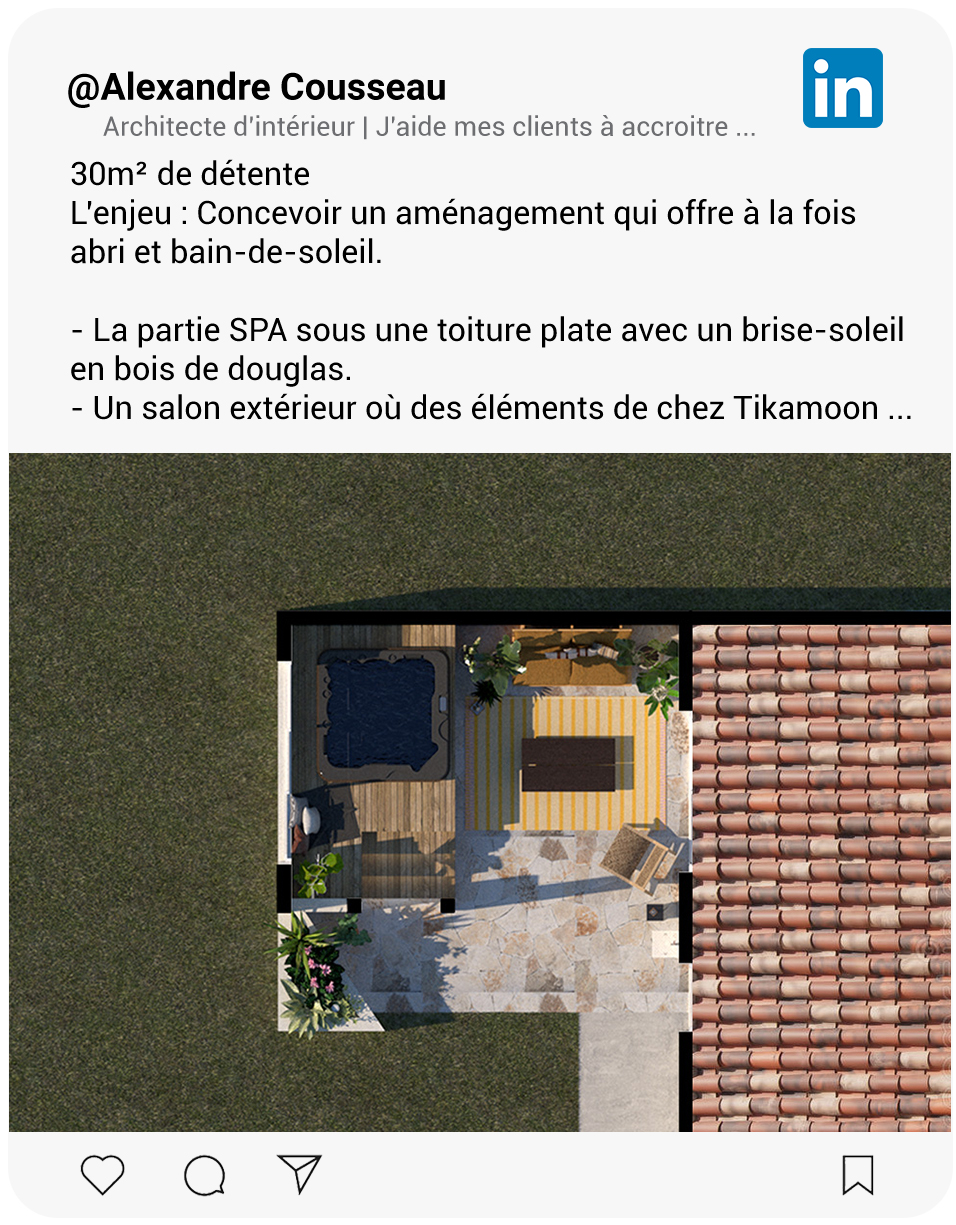 @Alexandre Cousseau
in
Architecte d'intérieur | J'aide mes clients à accroitre ...
30m² de détente
L'enjeu : Concevoir un aménagement qui offre à la fois
abri et bain-de-soleil.
- La partie SPA sous une toiture plate avec un brise-soleil
en bois de douglas.
- Un salon extérieur où des éléments de chez Tikamoon ...